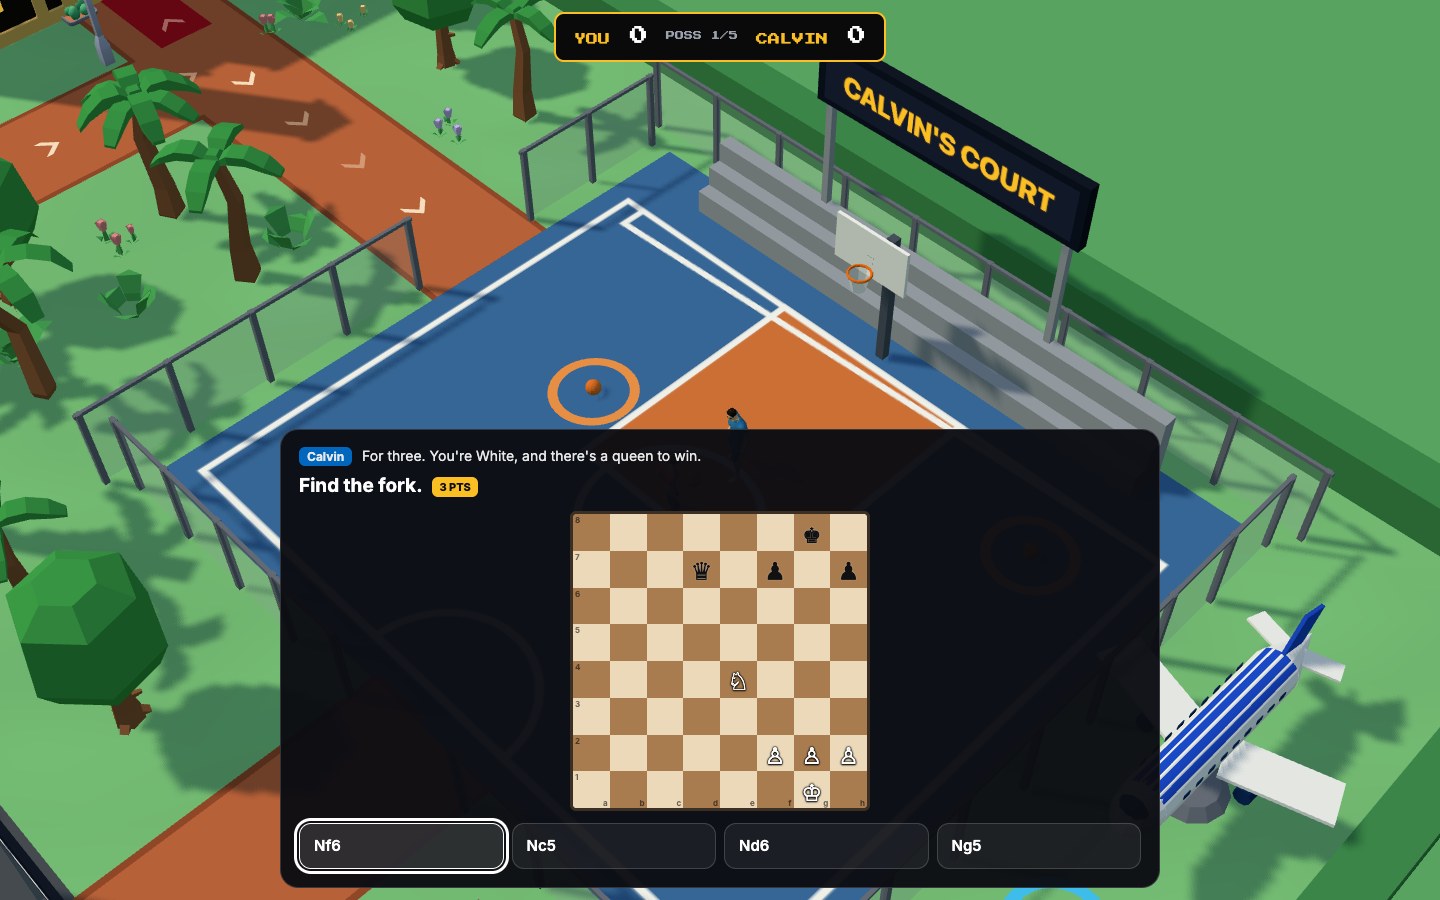 YOU 0 POSS 1/5 CALVIN 0
CALVIN'S COURT
Calvin For three. You're White, and there's a queen to win.
Find the fork. 3 PTS
8
7
6
5
4
3
2
1
a b c d e f g h
Nf6 Nc5 Nd6 Ng5